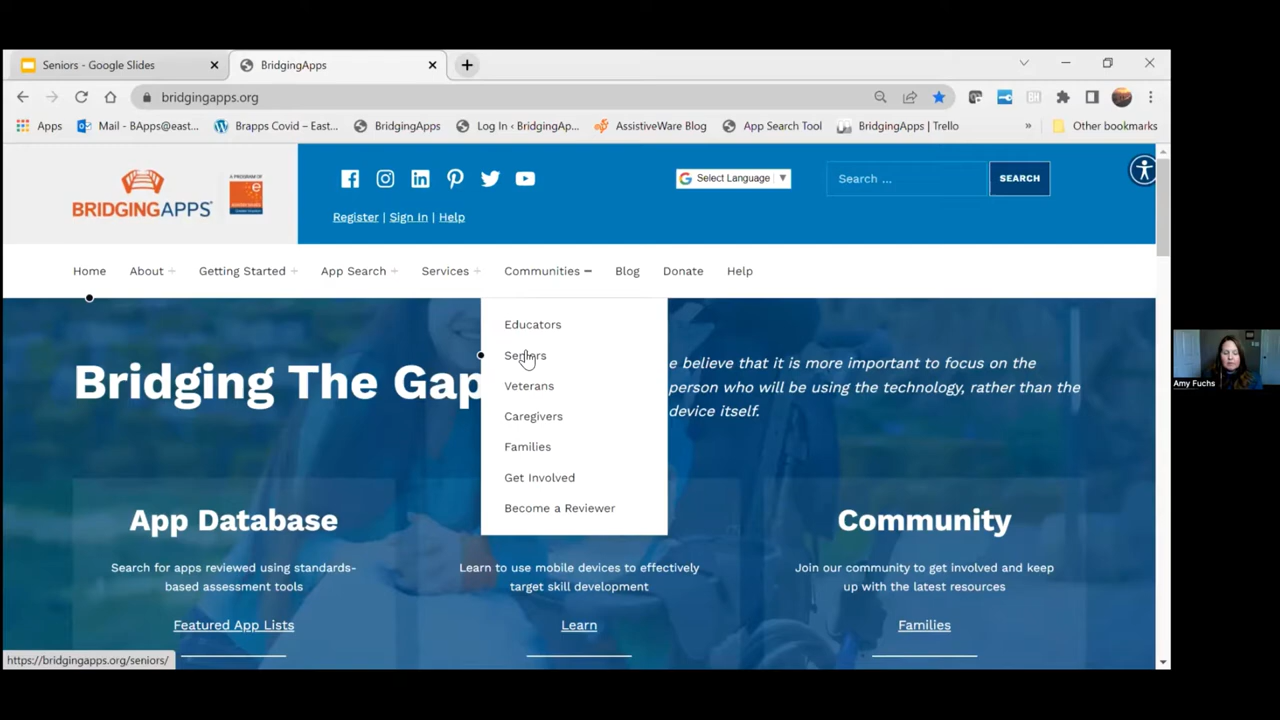 Seniors - Google Slides
BridgingApps
bridgingapps.org
Apps
Mail - BApps@east...
Brapps Covid – East...
BridgingApps
Log In ‹ BridgingAp...
AssistiveWare Blog
App Search Tool
BridgingApps | Trello
»
Other bookmarks
BRIDGINGAPPS
Select Language
Search ...
SEARCH
Register | Sign In | Help
Home
About +
Getting Started +
App Search +
Services +
Communities −
Blog
Donate
Help
Educators
Seniors
Veterans
Caregivers
Families
Get Involved
Become a Reviewer
Bridging The Gap
e believe that it is more important to focus on the
person who will be using the technology, rather than the
device itself.
App Database
Search for apps reviewed using standards-
based assessment tools
Featured App Lists
Learn to use mobile devices to effectively
target skill development
Learn
Community
Join our community to get involved and keep
up with the latest resources
Families
https://bridgingapps.org/seniors/
Amy Fuchs